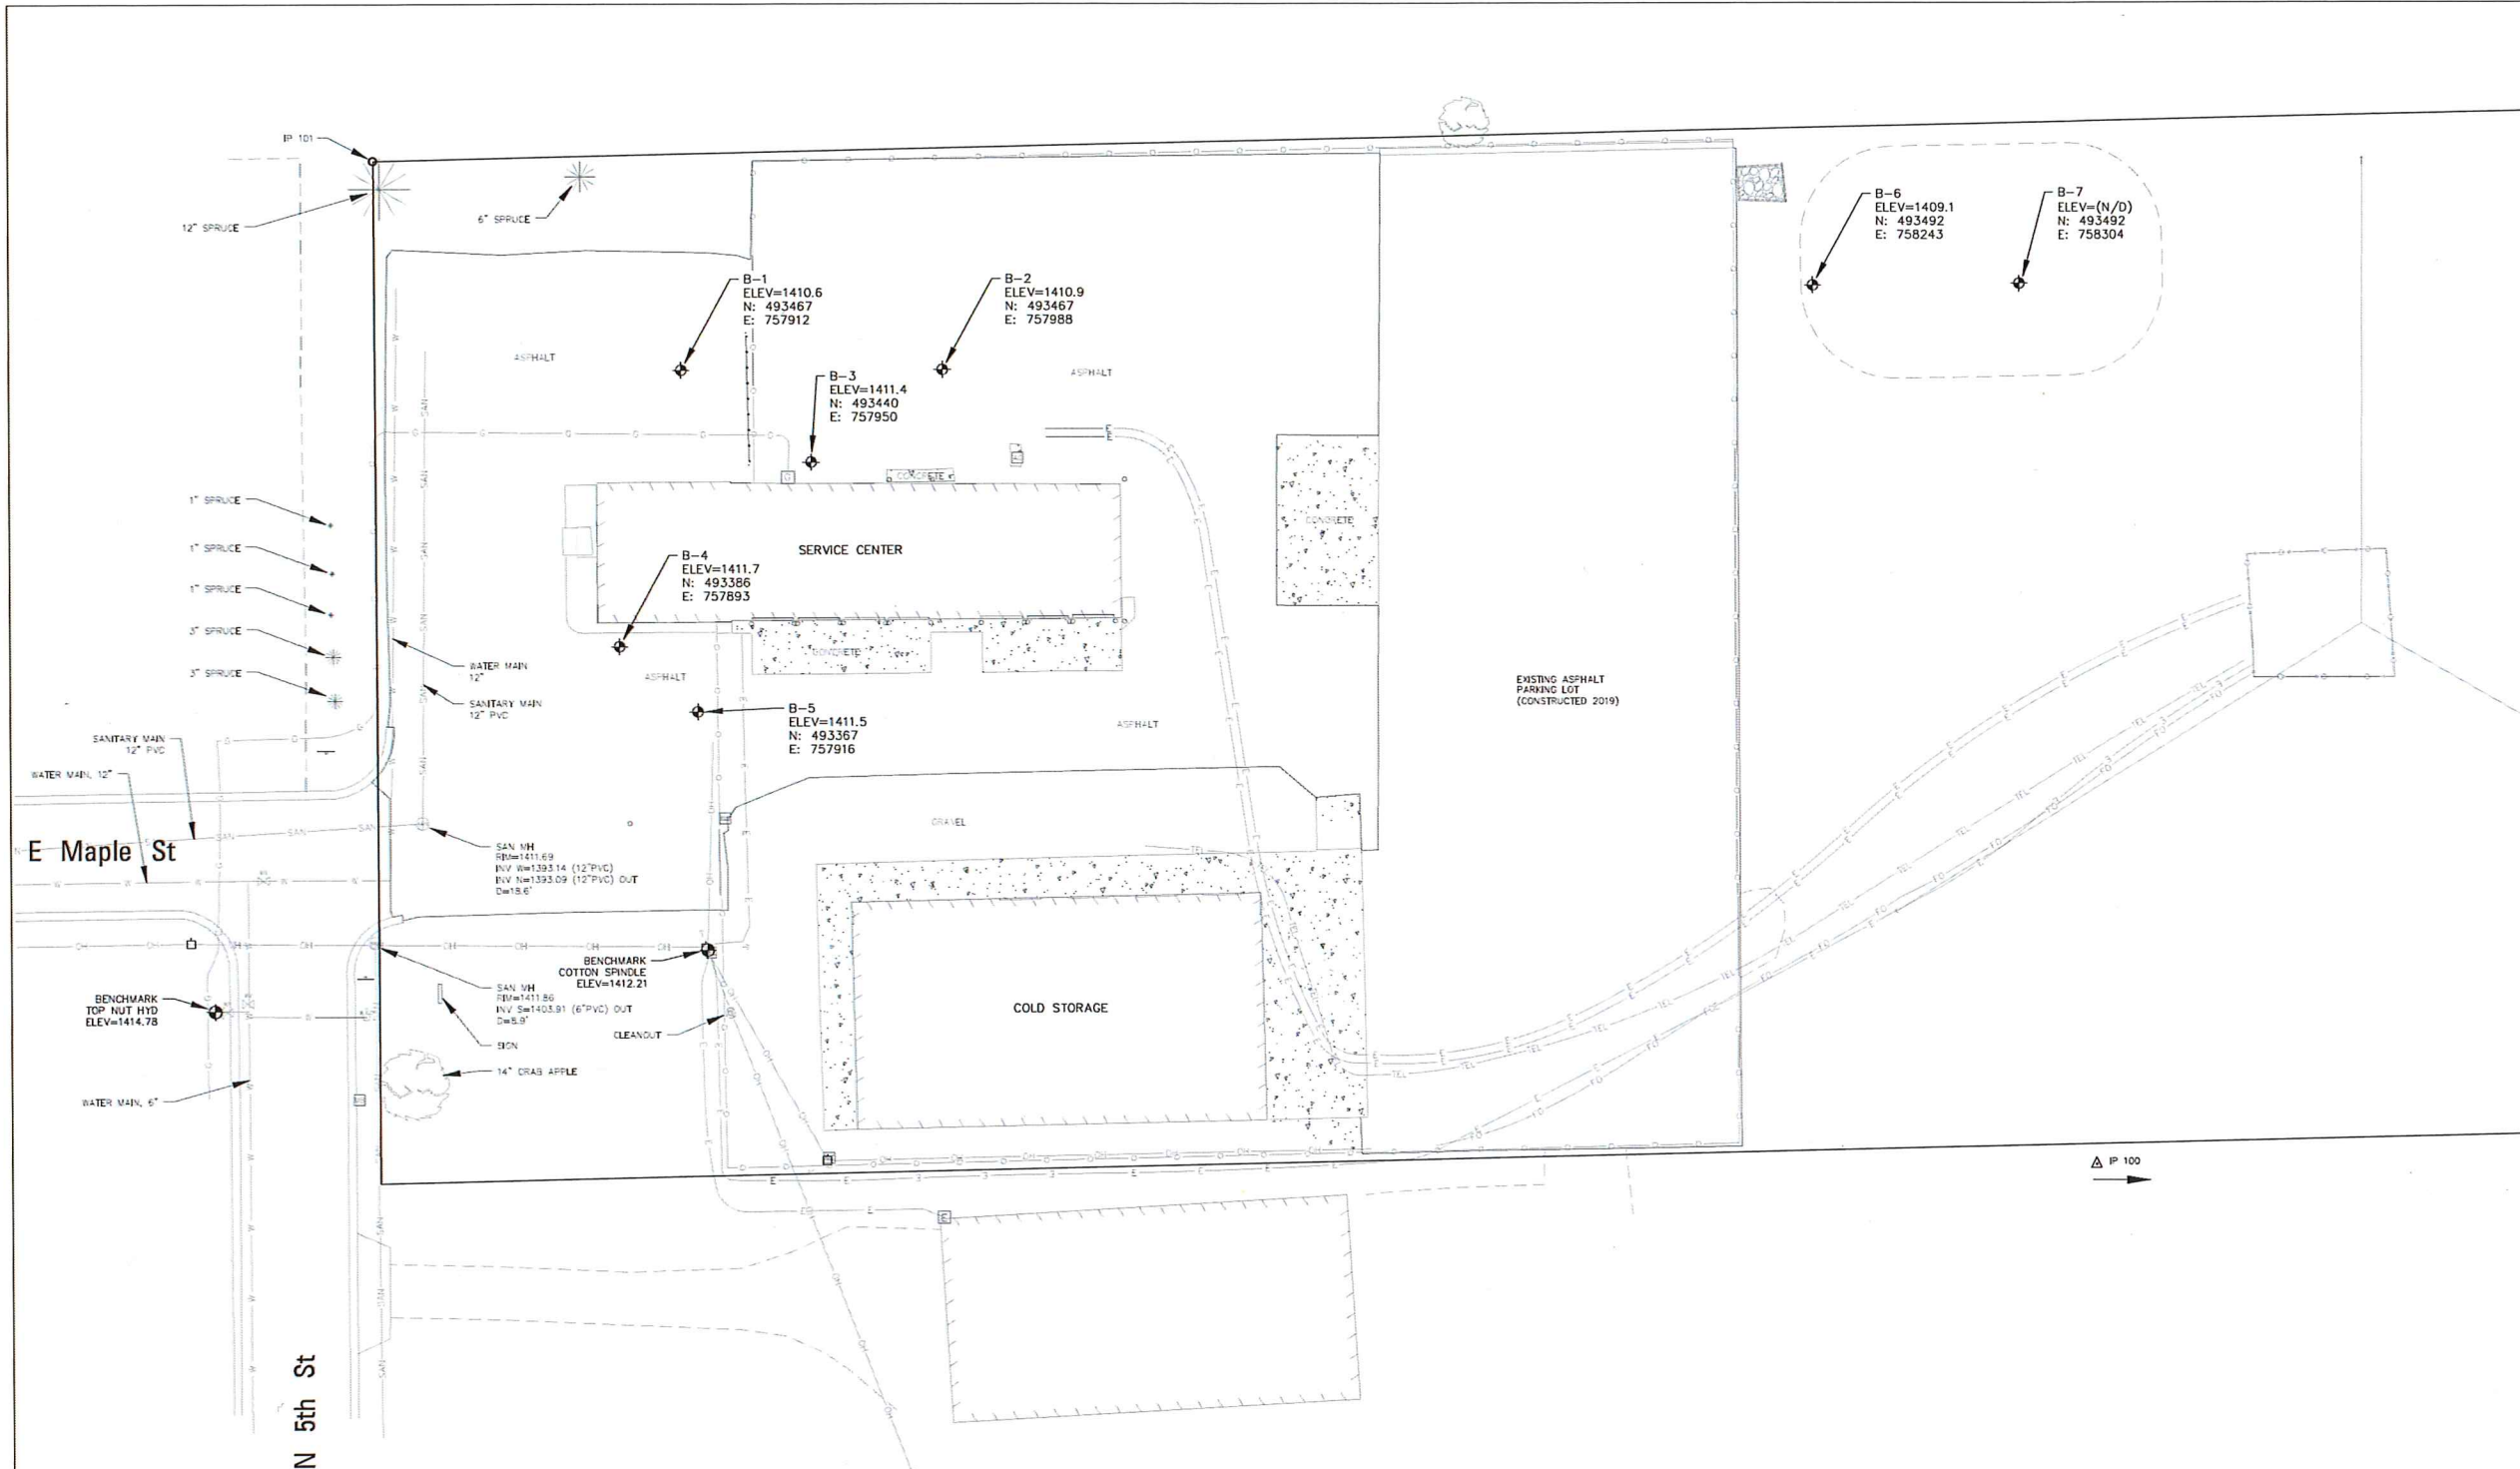 IP 101
12" SPRUCE
6" SPRUCE
B-1
ELEV=1410.6
N: 493467
E: 757912
B-2
ELEV=1410.9
N: 493467
E: 757988
B-6
ELEV=1409.1
N: 493492
E: 758243
B-7
ELEV=(N/D)
N: 493492
E: 758304
ASPHALT
B-3
ELEV=1411.4
N: 493440
E: 757950
ASPHALT
CONCRETE
1" SPRUCE
1" SPRUCE
1" SPRUCE
3" SPRUCE
3" SPRUCE
CONCRETE
SERVICE CENTER
B-4
ELEV=1411.7
N: 493386
E: 757893
CONCRETE
WATER MAIN
12"
SANITARY MAIN
12" PVC
ASPHALT
EXISTING ASPHALT
PARKING LOT
(CONSTRUCTED 2019)
B-5
ELEV=1411.5
N: 493367
E: 757916
ASPHALT
SANITARY MAIN
12" PVC
WATER MAIN, 12"
E Maple St
GRAVEL
SAN MH
RIM=1411.69
INV W=1393.14 (12"PVC)
INV N=1393.09 (12"PVC) OUT
D=18.6'
BENCHMARK
COTTON SPINDLE
ELEV=1412.21
SAN MH
RIM=1411.86
INV S=1403.91 (6"PVC) OUT
D=8.9'
BENCHMARK
TOP NUT HYD
ELEV=1414.78
CLEANOUT
SIGN
COLD STORAGE
14" CRAB APPLE
WATER MAIN, 6"
IP 100
N 5th St